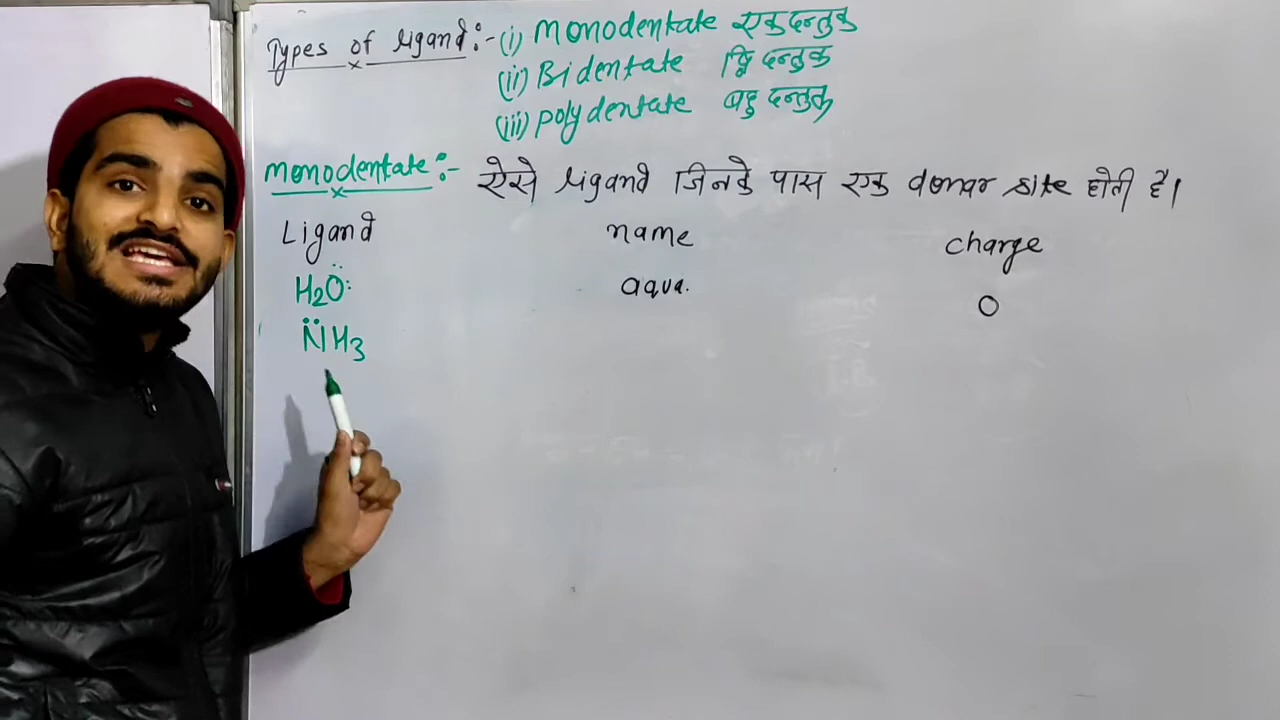 Types of ligand :- (i) Monodentate एकदन्तुक
(ii) Bidentate द्विदन्तुक
(iii) polydentate बहुदन्तुक
monodentate :- ऐसे ligand जिनके पास एक donar site होती है।
Ligand name charge
H2O aqua. 0
NH3